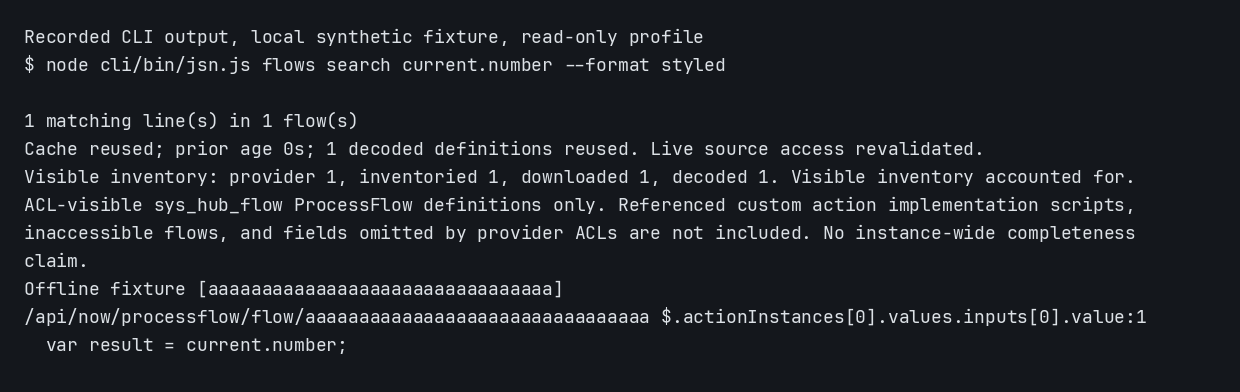 Recorded CLI output, local synthetic fixture, read-only profile
$ node cli/bin/jsn.js flows search current.number --format styled
1 matching line(s) in 1 flow(s)
Cache reused; prior age 0s; 1 decoded definitions reused. Live source access revalidated.
Visible inventory: provider 1, inventoried 1, downloaded 1, decoded 1. Visible inventory accounted for.
ACL-visible sys_hub_flow ProcessFlow definitions only. Referenced custom action implementation scripts,
inaccessible flows, and fields omitted by provider ACLs are not included. No instance-wide completeness
claim.
Offline fixture [aaaaaaaaaaaaaaaaaaaaaaaaaaaaaaaa]
/api/now/processflow/flow/aaaaaaaaaaaaaaaaaaaaaaaaaaaaaaaa $.actionInstances[0].values.inputs[0].value:1
  var result = current.number;